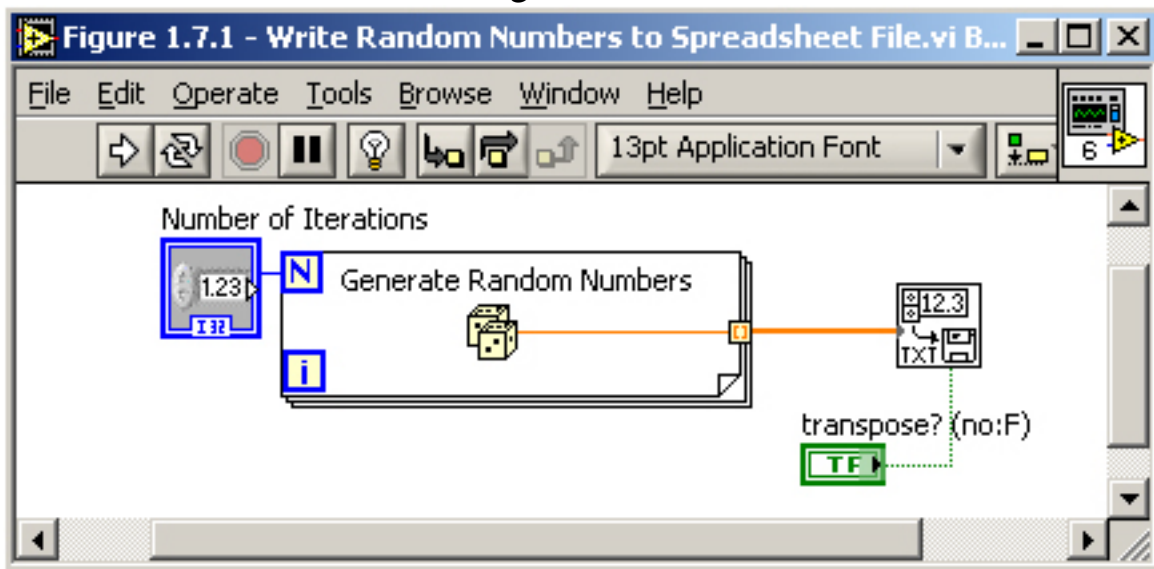 Figure 1.7.1 - Write Random Numbers to Spreadsheet File.vi B...
File Edit Operate Tools Browse Window Help
13pt Application Font
6
Number of Iterations
1.23
I32
N
Generate Random Numbers
i
12.3
TXT
transpose? (no:F)
TF